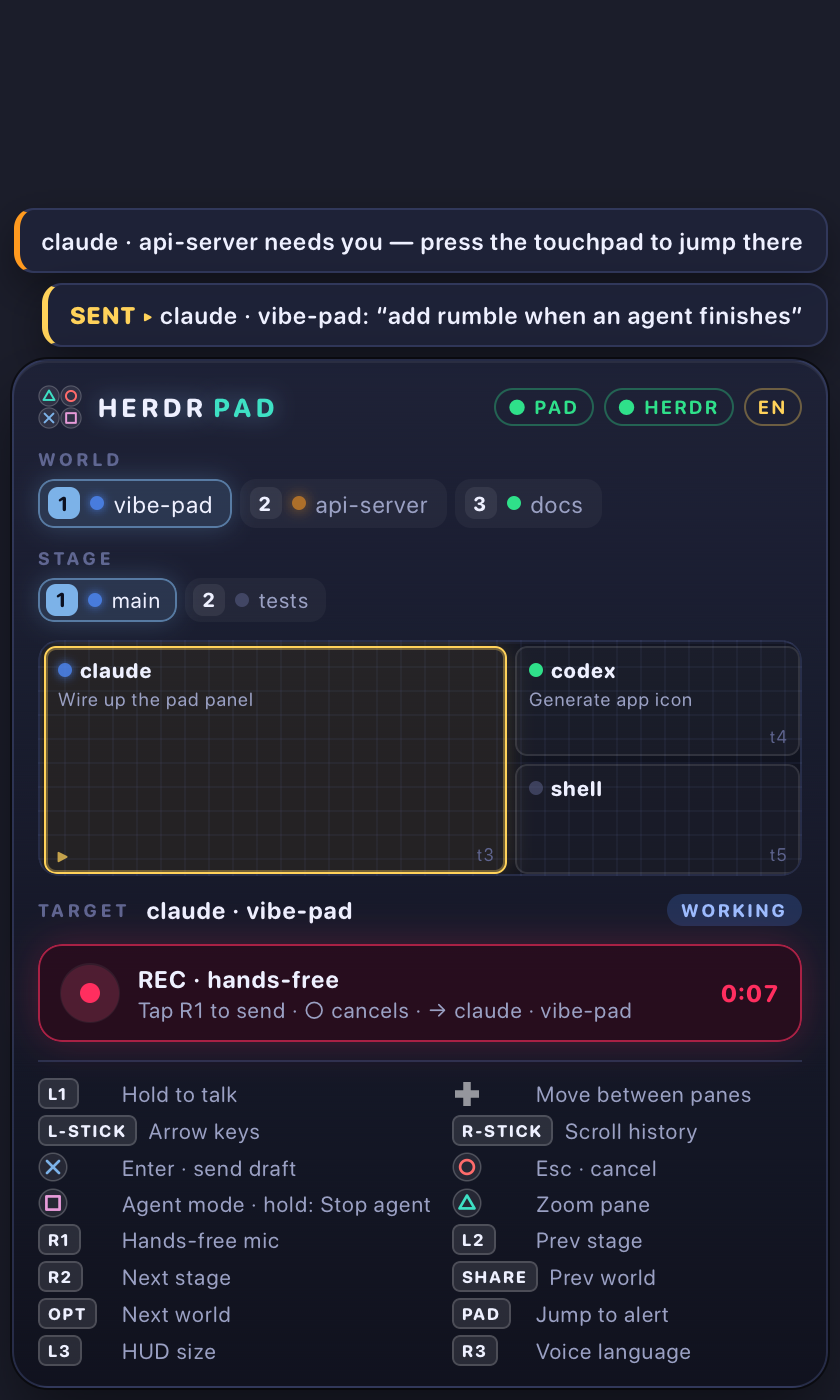 claude · api-server needs you — press the touchpad to jump there
SENT ▸ claude · vibe-pad: “add rumble when an agent finishes”
HERDR PAD
PAD
HERDR
EN
WORLD
1 vibe-pad
2 api-server
3 docs
STAGE
1 main
2 tests
claude
Wire up the pad panel
t3
codex
Generate app icon
t4
shell
t5
TARGET claude · vibe-pad
WORKING
REC · hands-free
Tap R1 to send · ○ cancels · → claude · vibe-pad
0:07
L1 Hold to talk
Move between panes
L-STICK Arrow keys
R-STICK Scroll history
Enter · send draft
Esc · cancel
Agent mode · hold: Stop agent
Zoom pane
R1 Hands-free mic
L2 Prev stage
R2 Next stage
SHARE Prev world
OPT Next world
PAD Jump to alert
L3 HUD size
R3 Voice language